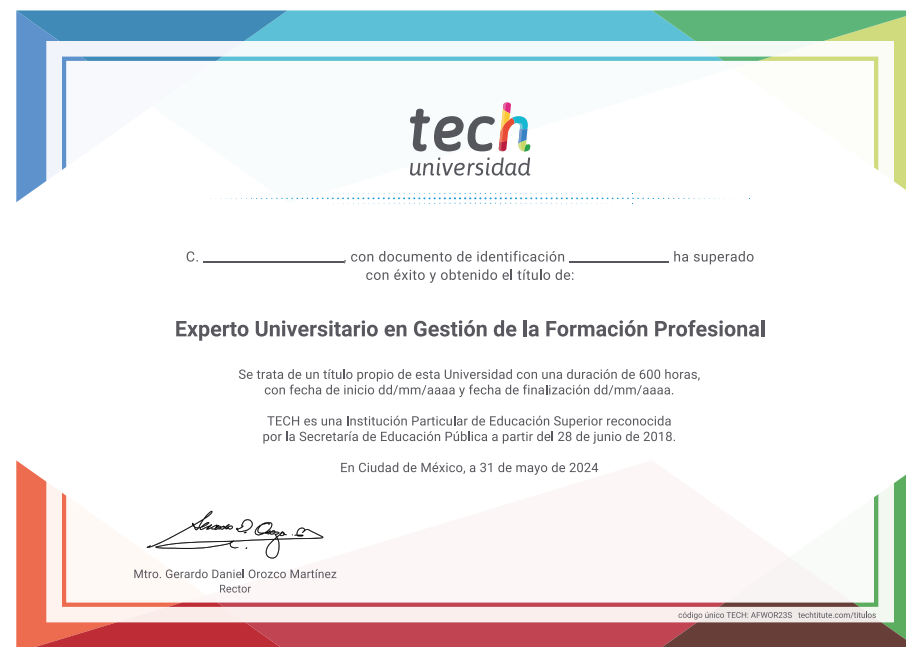 tech
universidad
C. ____________, con documento de identificación ____________ ha superado
con éxito y obtenido el título de:
Experto Universitario en Gestión de la Formación Profesional
Se trata de un título propio de esta Universidad con una duración de 600 horas,
con fecha de inicio dd/mm/aaaa y fecha de finalización dd/mm/aaaa.
TECH es una Institución Particular de Educación Superior reconocida
por la Secretaría de Educación Pública a partir del 28 de junio de 2018.
En Ciudad de México, a 31 de mayo de 2024
Mtro. Gerardo Daniel Orozco Martínez
Rector
código único TECH: AFWOR23S techtitute.com/titulos